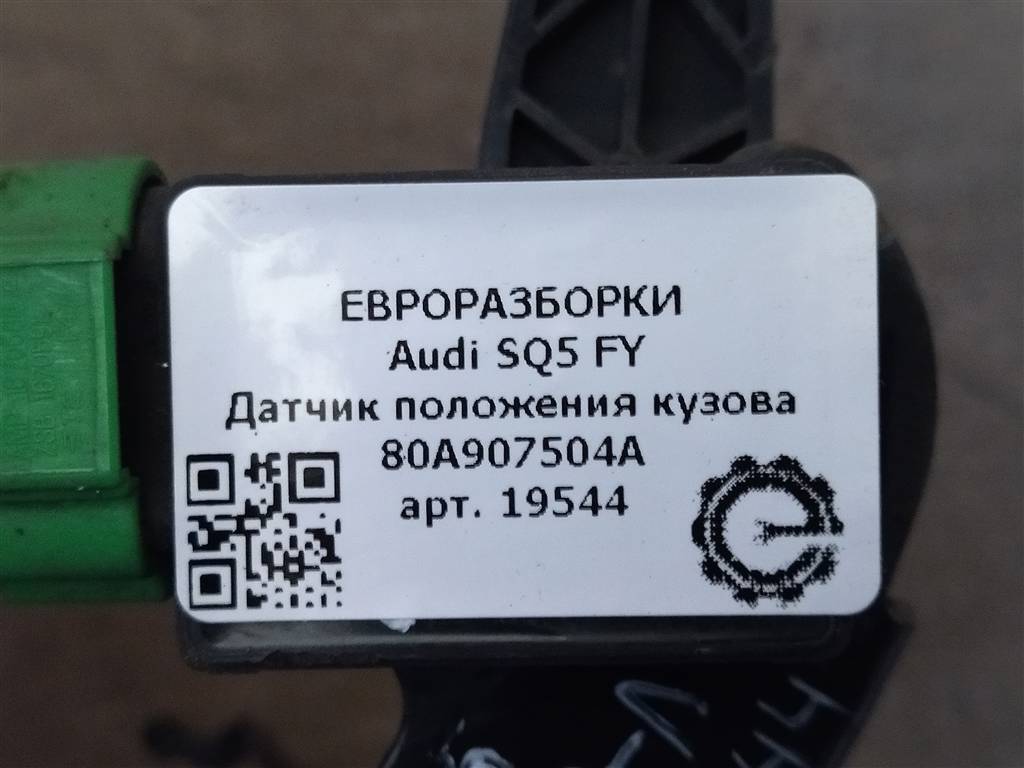 ЕВРОРАЗБОРКИ
Audi SQ5 FY
Датчик положения кузова
80A907504A
арт. 19544